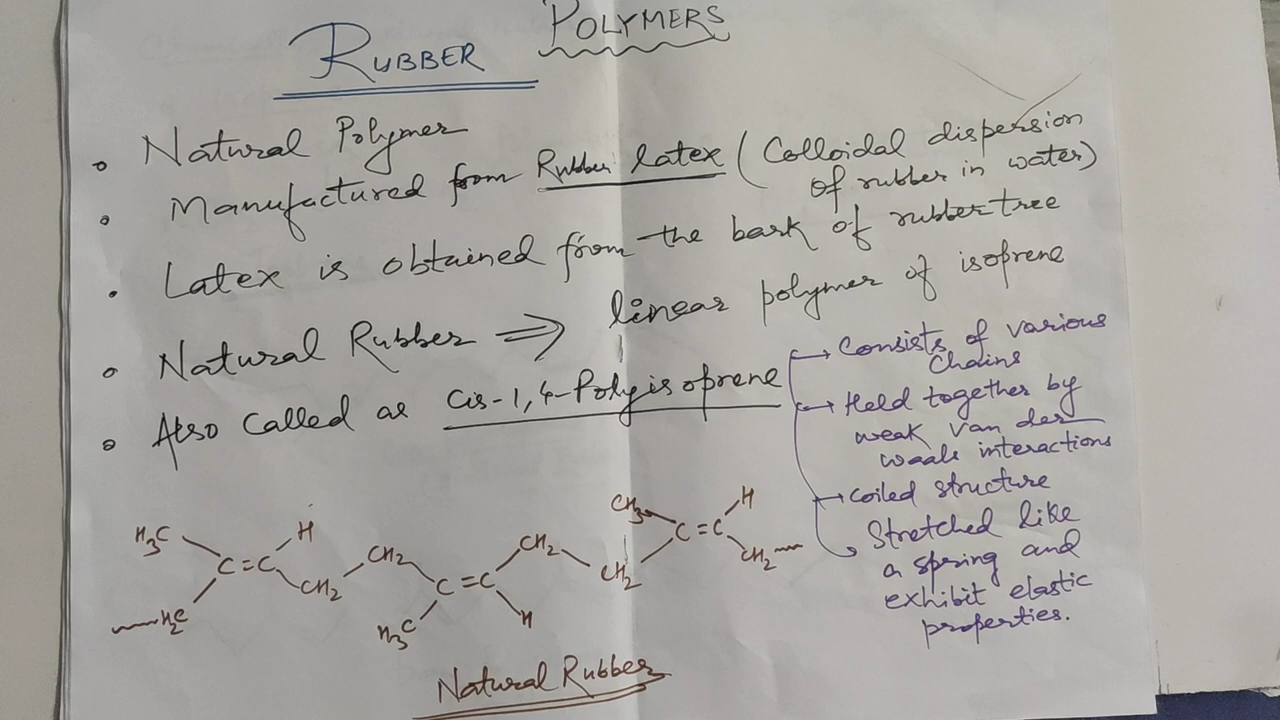 POLYMERS
RUBBER
Natural Polymer
Manufactured from Rubber latex (Colloidal dispersion
of rubber in water)
Latex is obtained from the bark of rubber tree
Natural Rubber ⇒ linear polymer of isoprene
Also called as Cis-1,4-Polyisoprene
→ Consists of various
Chains
→ Held together by
weak Van der
waals interactions
→ Coiled structure
Stretched like
a spring and
exhibit elastic
properties.
H3C C=C H CH2 CH2 CH2 CH3 C=C H
H2C C=C CH2 CH2
H3C H
Natural Rubber